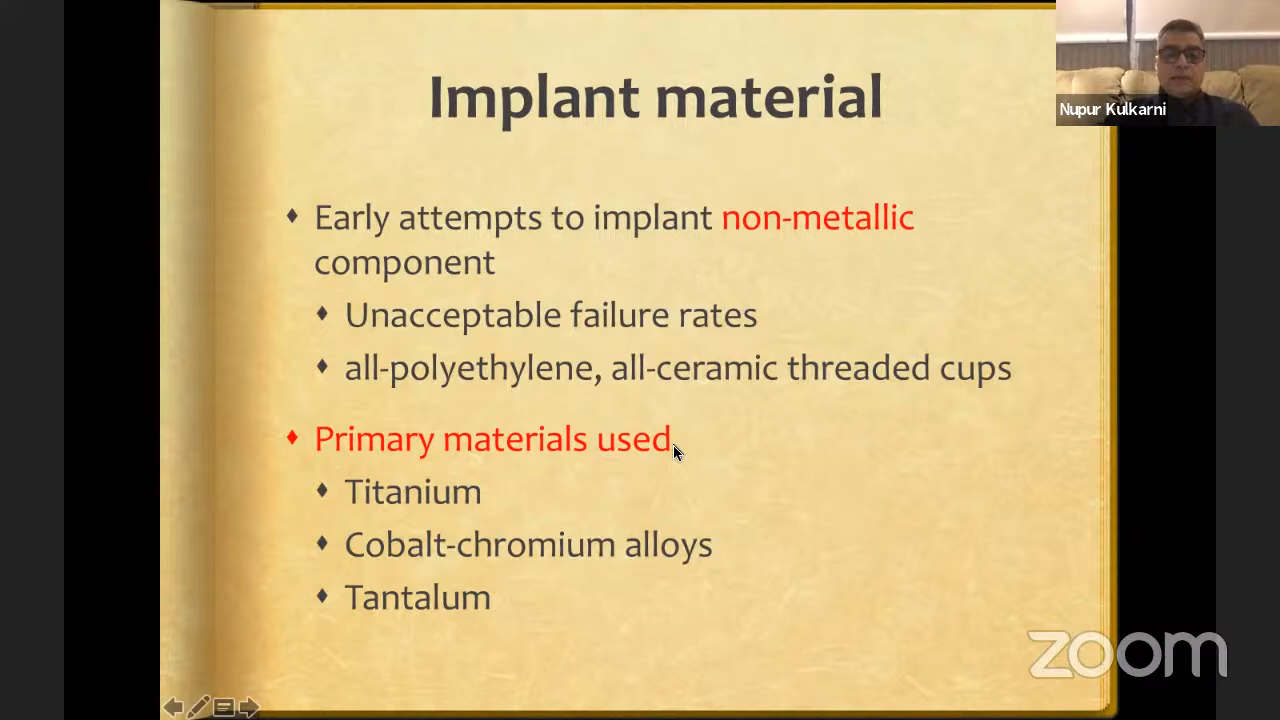 Implant material
Nupur Kulkarni
Early attempts to implant non-metallic
component
Unacceptable failure rates
all-polyethylene, all-ceramic threaded cups
Primary materials used
Titanium
Cobalt-chromium alloys
Tantalum
zoom